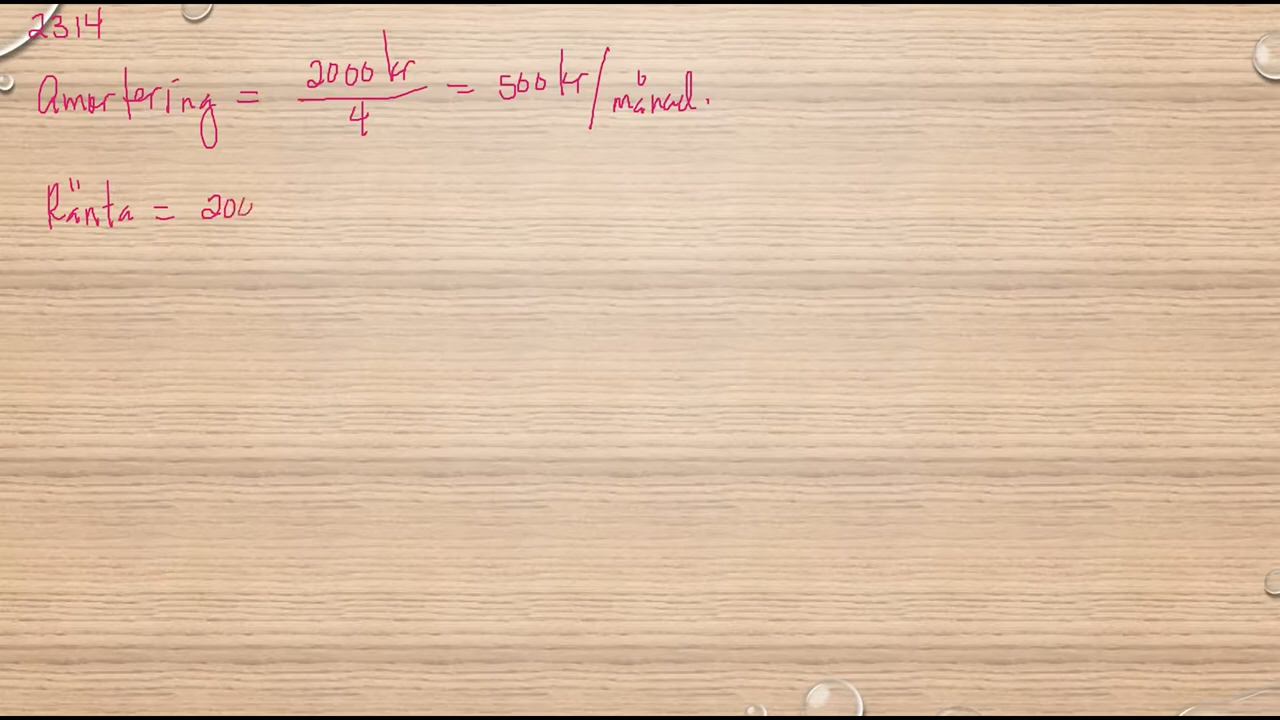 2314
Amortering = 2000 kr / 4 = 500 kr/månad.
Ränta = 200